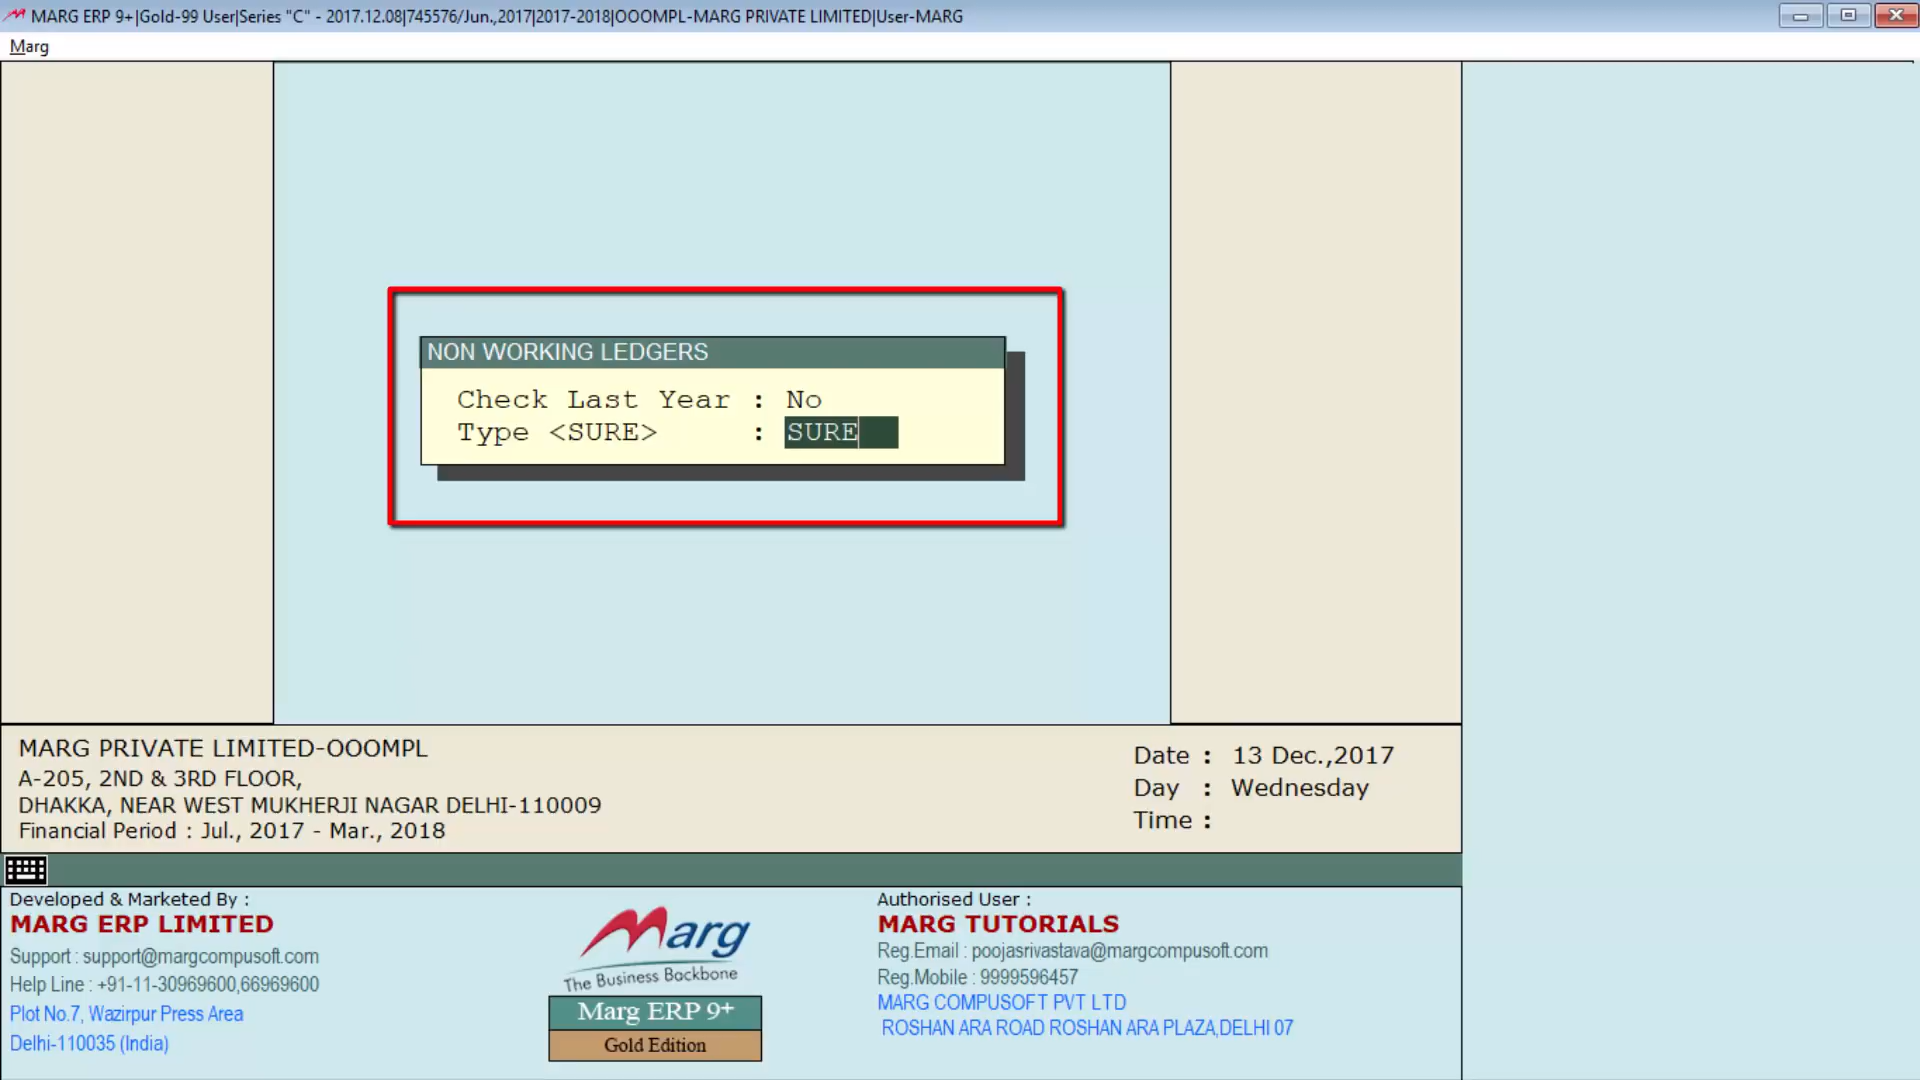 MARG ERP 9+|Gold-99 User|Series "C" - 2017.12.08|745576/Jun.,2017|2017-2018|OOOMPL-MARG PRIVATE LIMITED|User-MARG
Marg
NON WORKING LEDGERS
Check Last Year : No
Type <SURE> : SURE
MARG PRIVATE LIMITED-OOOMPL
A-205, 2ND & 3RD FLOOR,
DHAKKA, NEAR WEST MUKHERJI NAGAR DELHI-110009
Financial Period : Jul., 2017 - Mar., 2018
Date : 13 Dec.,2017
Day : Wednesday
Time :
Developed & Marketed By :
MARG ERP LIMITED
Support : support@margcompusoft.com
Help Line : +91-11-30969600,66969600
Plot No.7, Wazirpur Press Area
Delhi-110035 (India)
Marg
The Business Backbone
Marg ERP 9+
Gold Edition
Authorised User :
MARG TUTORIALS
Reg.Email : poojasrivastava@margcompusoft.com
Reg.Mobile : 9999596457
MARG COMPUSOFT PVT LTD
ROSHAN ARA ROAD ROSHAN ARA PLAZA,DELHI 07